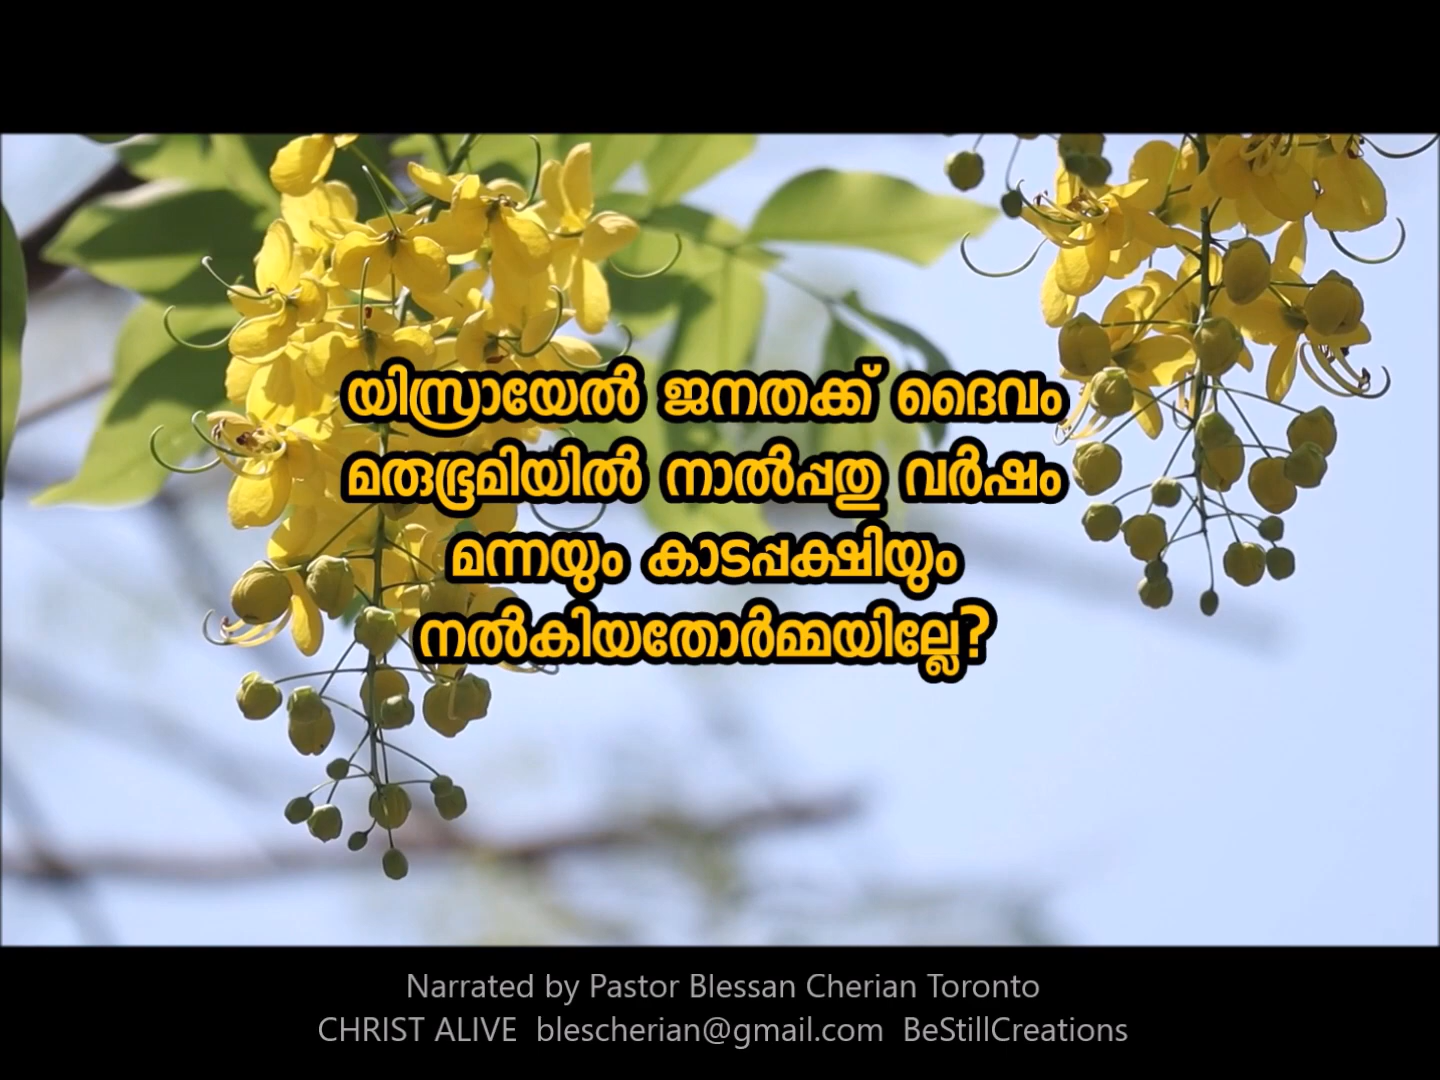 യിസ്രായേൽ ജനതക്ക് ദൈവം
മരുഭൂമിയിൽ നാൽപ്പതു വർഷം
മന്നയും കാടപ്പക്ഷിയും
നൽകിയതോർമ്മയില്ലേ?
Narrated by Pastor Blessan Cherian Toronto
CHRIST ALIVE blescherian@gmail.com BeStillCreations